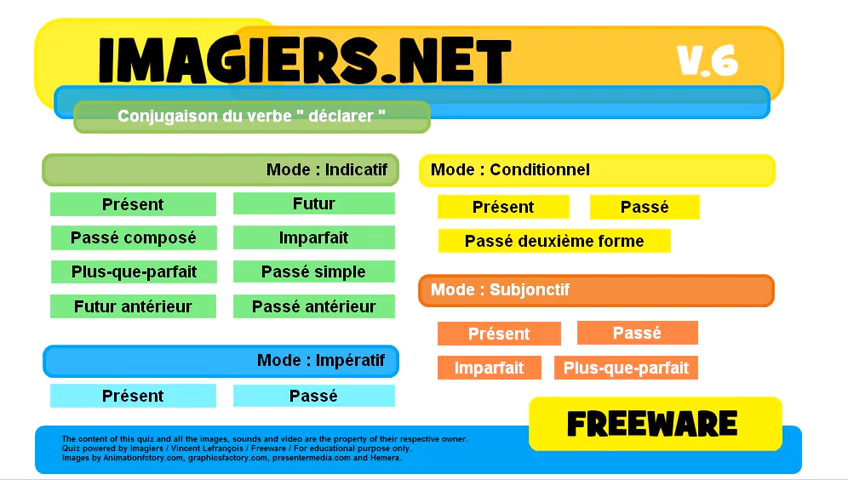 IMAGIERS.NET
V.6
Conjugaison du verbe " déclarer "
Mode : Indicatif
Présent
Futur
Passé composé
Imparfait
Plus-que-parfait
Passé simple
Futur antérieur
Passé antérieur
Mode : Impératif
Présent
Passé
Mode : Conditionnel
Présent
Passé
Passé deuxième forme
Mode : Subjonctif
Présent
Passé
Imparfait
Plus-que-parfait
FREEWARE
The content of this quiz and all the images, sounds and video are the property of their respective owner.
Quiz powered by Imagiers / Vincent Lefrançois / Freeware / For educational purpose only.
Images by Animationfctory.com, graphicsfactory.com, presentermedia.com and Hemera.